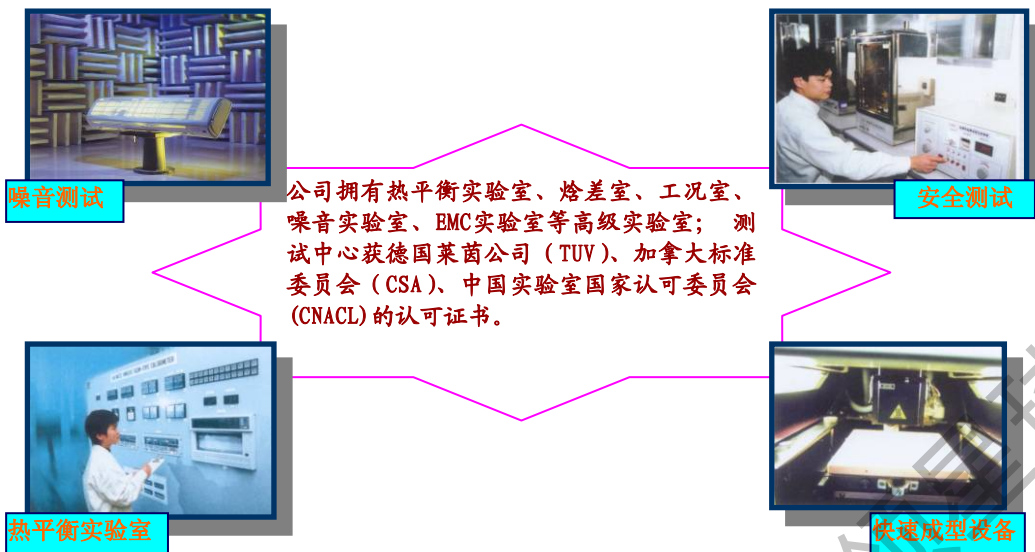 噪音测试
安全测试
公司拥有热平衡实验室、焓差室、工况室、
噪音实验室、EMC实验室等高级实验室; 测
试中心获德国莱茵公司(TUV)、加拿大标准
委员会(CSA)、中国实验室国家认可委员会
(CNACL)的认可证书。
热平衡实验室
快速成型设备